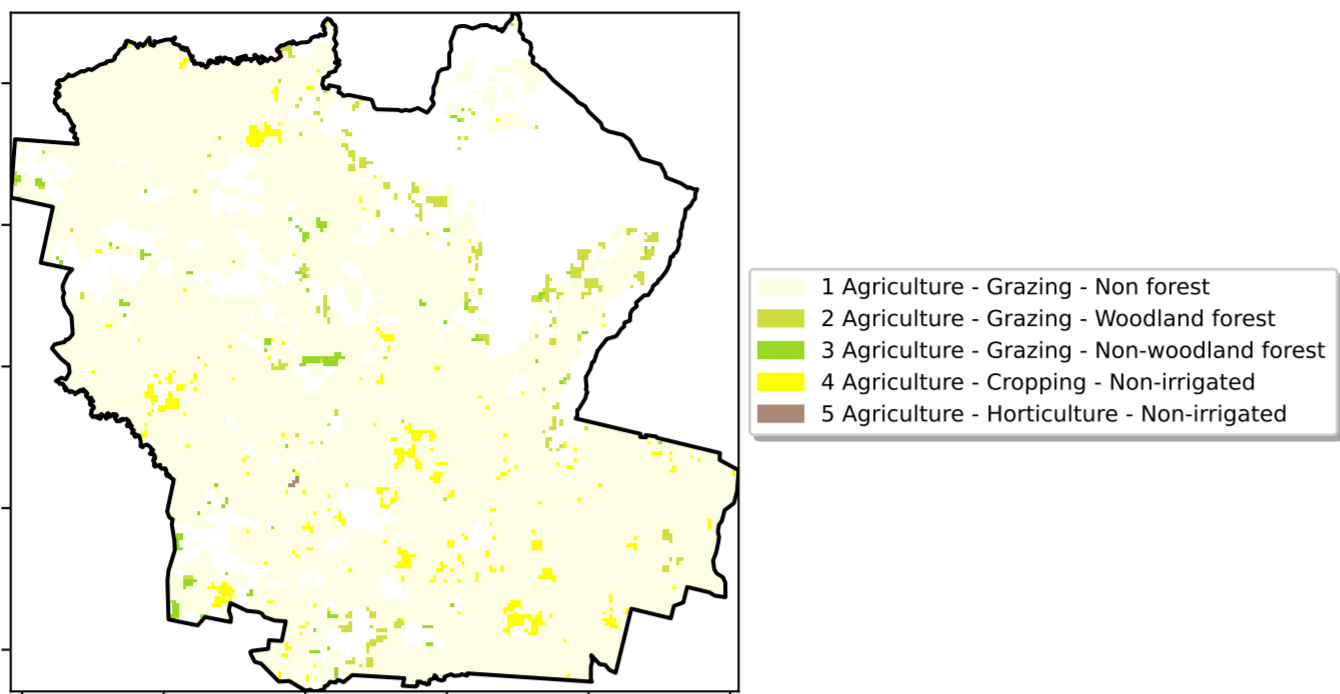 1 Agriculture - Grazing - Non forest
2 Agriculture - Grazing - Woodland forest
3 Agriculture - Grazing - Non-woodland forest
4 Agriculture - Cropping - Non-irrigated
5 Agriculture - Horticulture - Non-irrigated